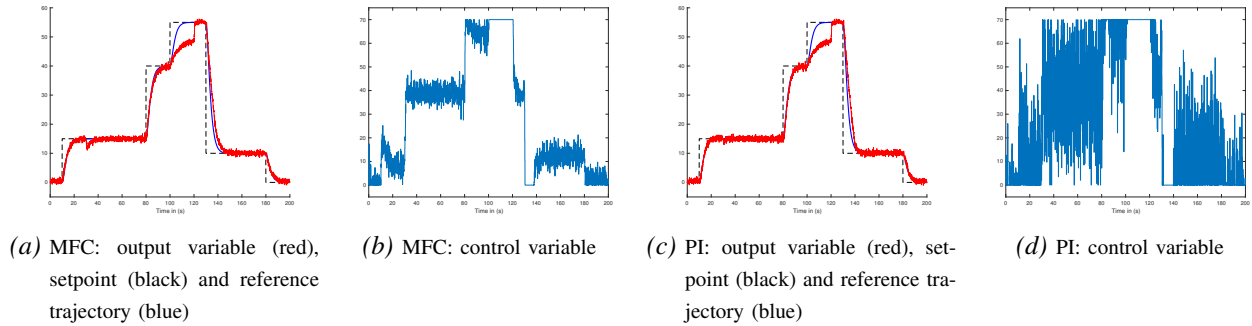 60
50
40
30
20
10
0
0 20 40 60 80 100 120 140 160 180 200
Time in (s)
70
60
50
40
30
20
10
0
0 20 40 60 80 100 120 140 160 180 200
Time in (s)
60
50
40
30
20
10
0
0 20 40 60 80 100 120 140 160 180 200
Time in (s)
70
60
50
40
30
20
10
0
0 20 40 60 80 100 120 140 160 180 200
Time in (s)
(a) MFC: output variable (red),
setpoint (black) and reference
trajectory (blue)
(b) MFC: control variable
(c) PI: output variable (red), set-
point (black) and reference tra-
jectory (blue)
(d) PI: control variable